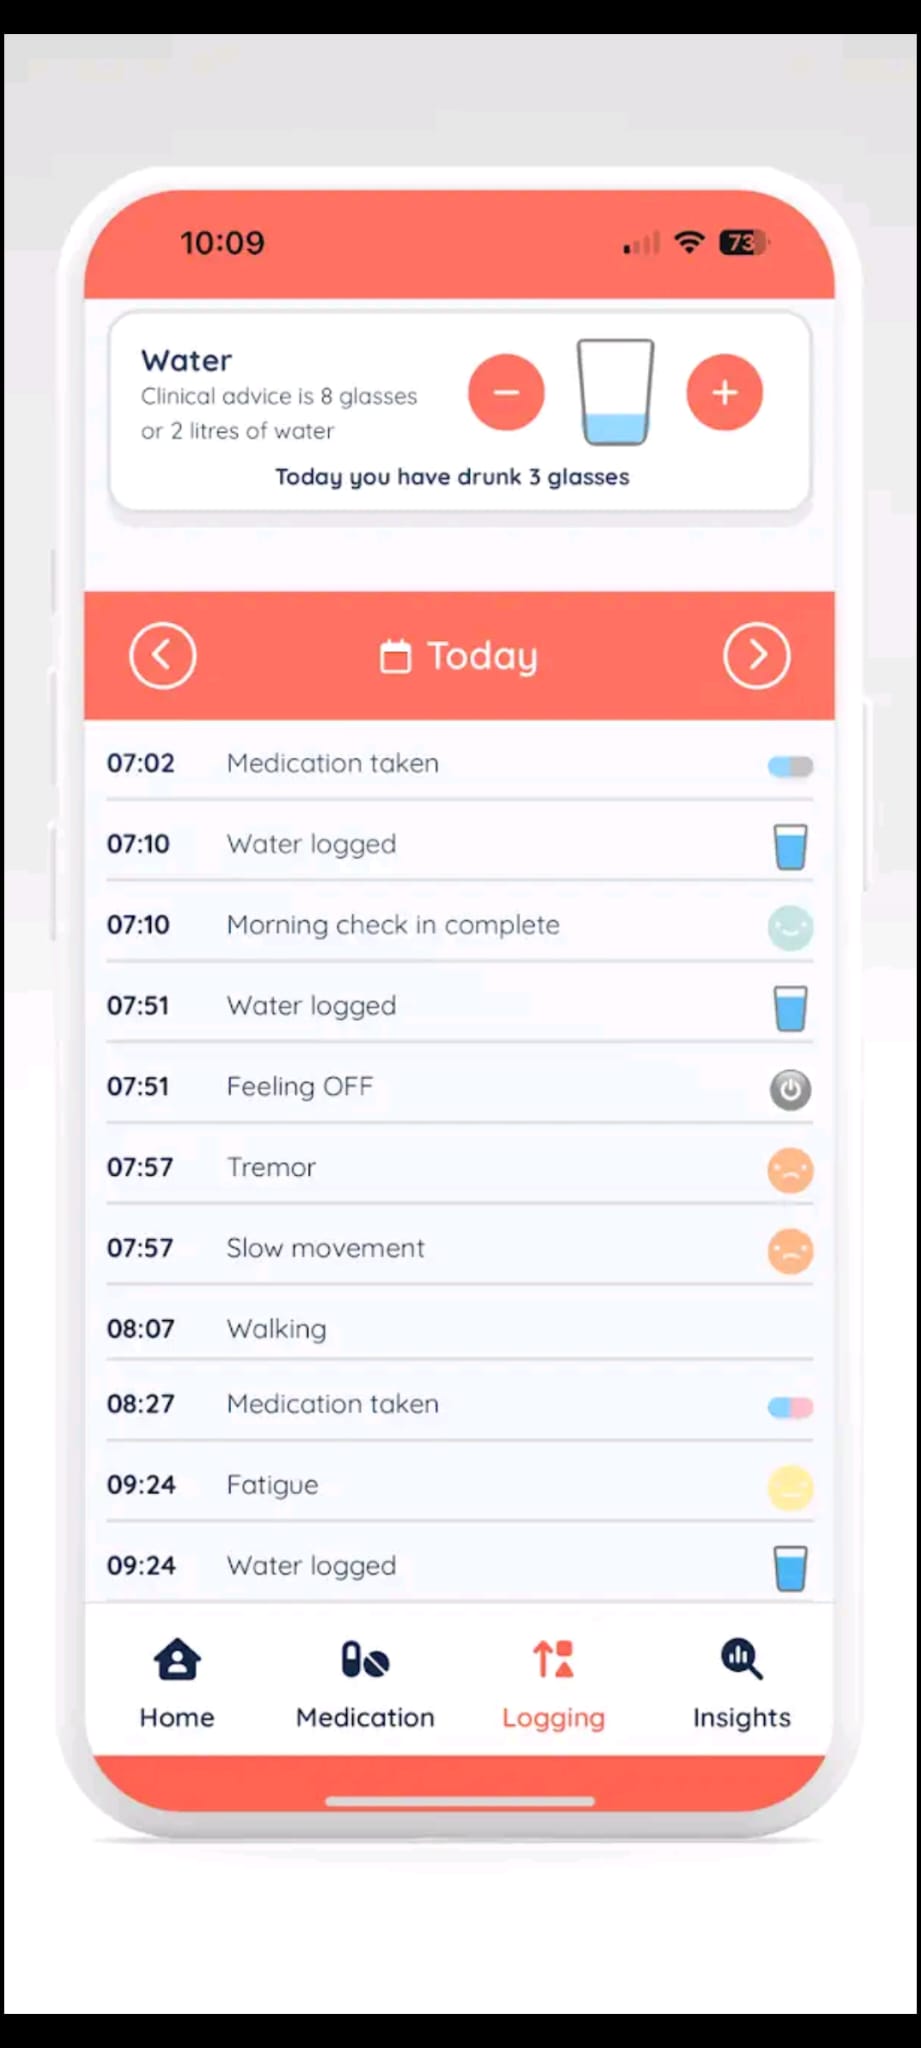 10:09
73
Water
Clinical advice is 8 glasses
or 2 litres of water
Today you have drunk 3 glasses
Today
07:02 Medication taken
07:10 Water logged
07:10 Morning check in complete
07:51 Water logged
07:51 Feeling OFF
07:57 Tremor
07:57 Slow movement
08:07 Walking
08:27 Medication taken
09:24 Fatigue
09:24 Water logged
Home Medication Logging Insights